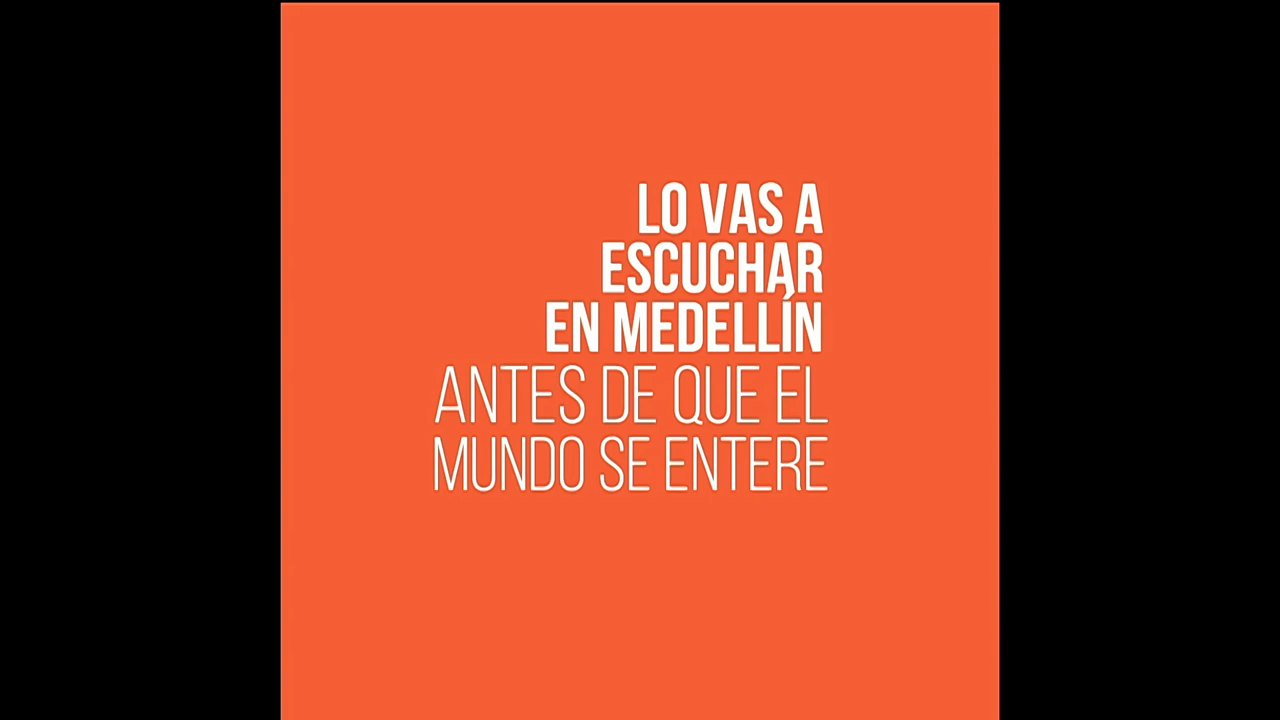 LO VAS A
ESCUCHAR
EN MEDELLÍN
ANTES DE QUE EL
MUNDO SE ENTERE